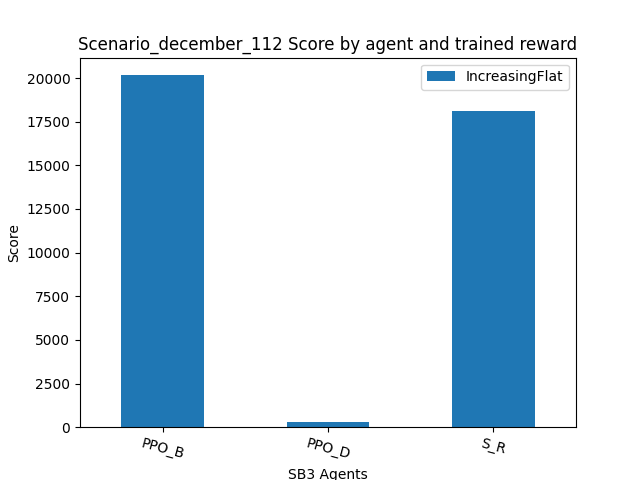 Scenario_december_112 Score by agent and trained reward
IncreasingFlat
20000
17500
15000
12500
10000
7500
5000
2500
0
Score
PPO_B
PPO_D
S_R
SB3 Agents